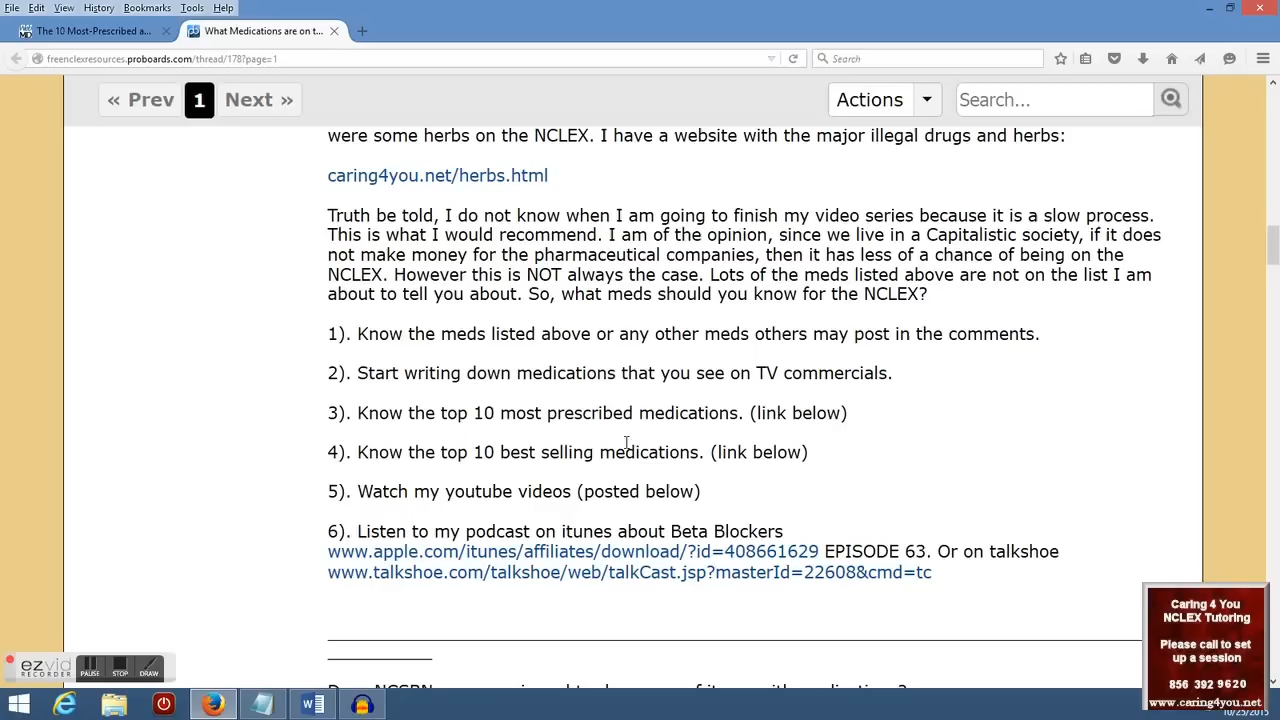 File Edit View History Bookmarks Tools Help
The 10 Most-Prescribed a...
What Medications are on t...
freenclexresources.proboards.com/thread/178?page=1
Search
« Prev 1 Next »
Actions
Search...
were some herbs on the NCLEX. I have a website with the major illegal drugs and herbs:
caring4you.net/herbs.html
Truth be told, I do not know when I am going to finish my video series because it is a slow process.
This is what I would recommend. I am of the opinion, since we live in a Capitalistic society, if it does
not make money for the pharmaceutical companies, then it has less of a chance of being on the
NCLEX. However this is NOT always the case. Lots of the meds listed above are not on the list I am
about to tell you about. So, what meds should you know for the NCLEX?
1). Know the meds listed above or any other meds others may post in the comments.
2). Start writing down medications that you see on TV commercials.
3). Know the top 10 most prescribed medications. (link below)
4). Know the top 10 best selling medications. (link below)
5). Watch my youtube videos (posted below)
6). Listen to my podcast on itunes about Beta Blockers
www.apple.com/itunes/affiliates/download/?id=408661629 EPISODE 63. Or on talkshoe
www.talkshoe.com/talkshoe/web/talkCast.jsp?masterId=22608&cmd=tc
Caring 4 You
NCLEX Tutoring
Please call to set
up a session
856 392 9620
www.caring4you.net
ezvid
RECORDER
PAUSE STOP DRAW
10/25/2015